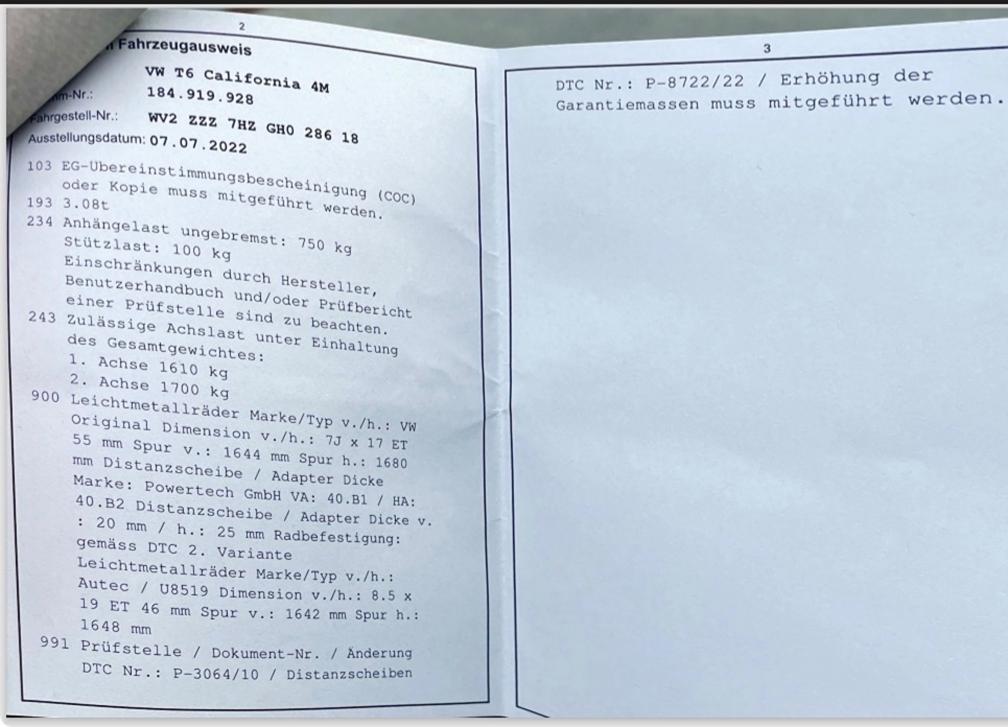 2
Fahrzeugausweis
VW T6 California 4M
mm-Nr.: 184.919.928
Fahrgestell-Nr.: WV2 ZZZ 7HZ GH0 286 18
Ausstellungsdatum: 07.07.2022
103 EG-Übereinstimmungsbescheinigung (COC)
oder Kopie muss mitgeführt werden.
193 3.08t
234 Anhängelast ungebremst: 750 kg
Stützlast: 100 kg
Einschränkungen durch Hersteller,
Benutzerhandbuch und/oder Prüfbericht
einer Prüfstelle sind zu beachten.
243 Zulässige Achslast unter Einhaltung
des Gesamtgewichtes:
1. Achse 1610 kg
2. Achse 1700 kg
900 Leichtmetallräder Marke/Typ v./h.: VW
Original Dimension v./h.: 7J x 17 ET
55 mm Spur v.: 1644 mm Spur h.: 1680
mm Distanzscheibe / Adapter Dicke
Marke: Powertech GmbH VA: 40.B1 / HA:
40.B2 Distanzscheibe / Adapter Dicke v.
: 20 mm / h.: 25 mm Radbefestigung:
gemäss DTC 2. Variante
Leichtmetallräder Marke/Typ v./h.:
Autec / U8519 Dimension v./h.: 8.5 x
19 ET 46 mm Spur v.: 1642 mm Spur h.:
1648 mm
991 Prüfstelle / Dokument-Nr. / Änderung
DTC Nr.: P-3064/10 / Distanzscheiben
3
DTC Nr.: P-8722/22 / Erhöhung der
Garantiemassen muss mitgeführt werden.